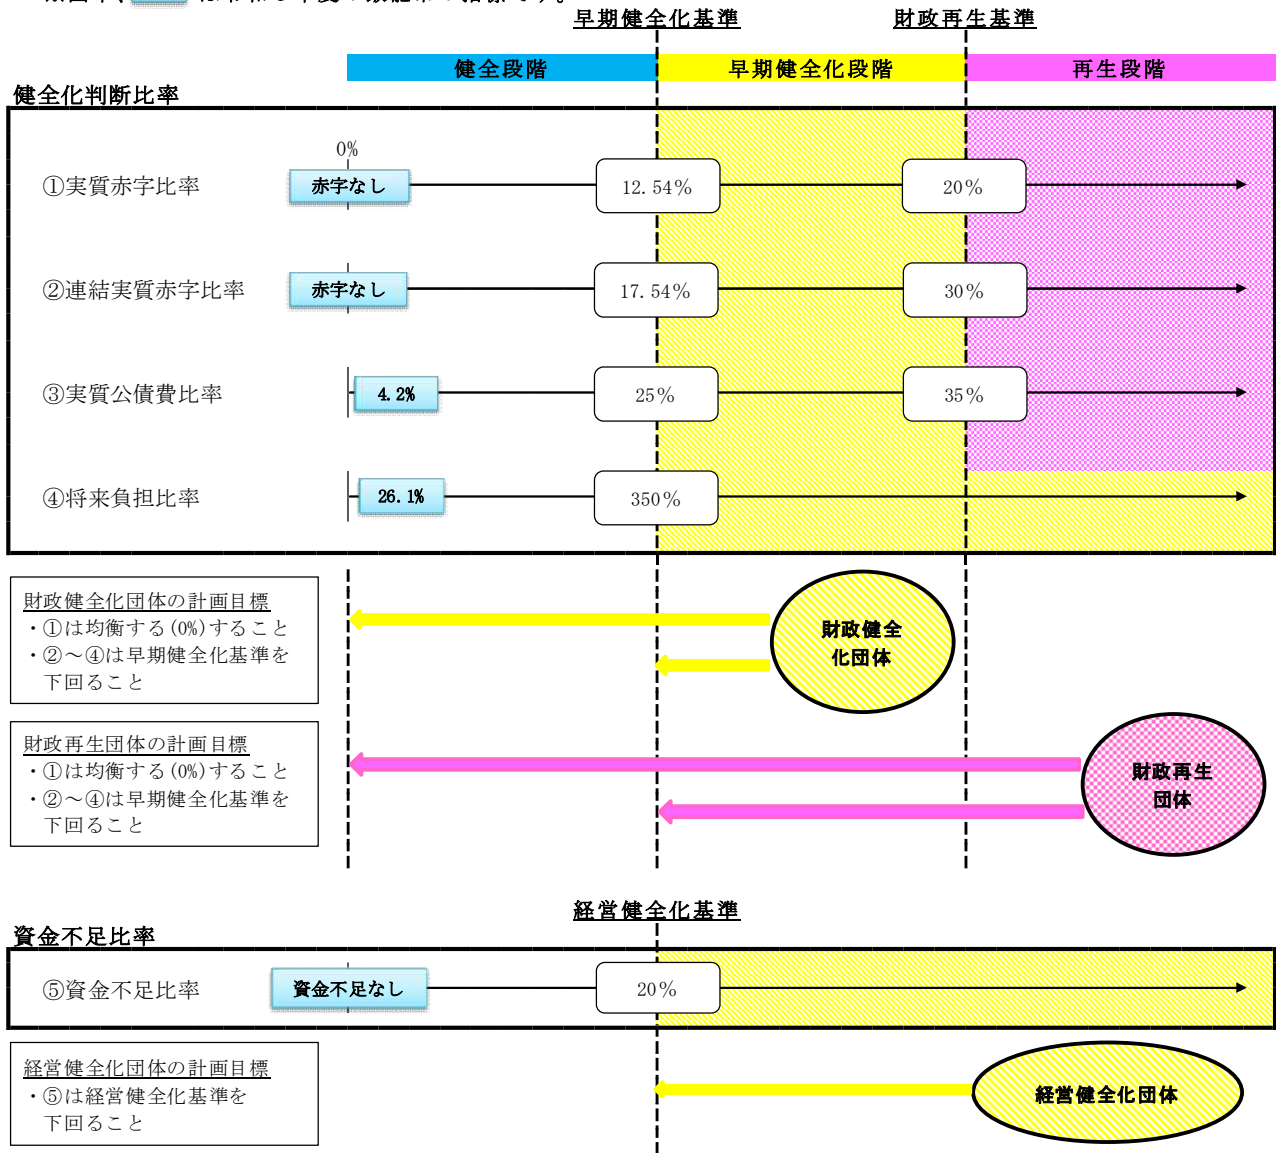 早期健全化基準 財政再生基準
健全段階 早期健全化段階 再生段階
健全化判断比率
0%
①実質赤字比率 赤字なし 12.54% 20%
②連結実質赤字比率 赤字なし 17.54% 30%
③実質公債費比率 4.2% 25% 35%
④将来負担比率 26.1% 350%
財政健全化団体の計画目標
・①は均衡する(0%)すること
・②～④は早期健全化基準を
下回ること
財政健全
化団体
財政再生団体の計画目標
・①は均衡する(0%)すること
・②～④は早期健全化基準を
下回ること
財政再生
団体
経営健全化基準
資金不足比率
⑤資金不足比率 資金不足なし 20%
経営健全化団体の計画目標
・⑤は経営健全化基準を
下回ること
経営健全化団体